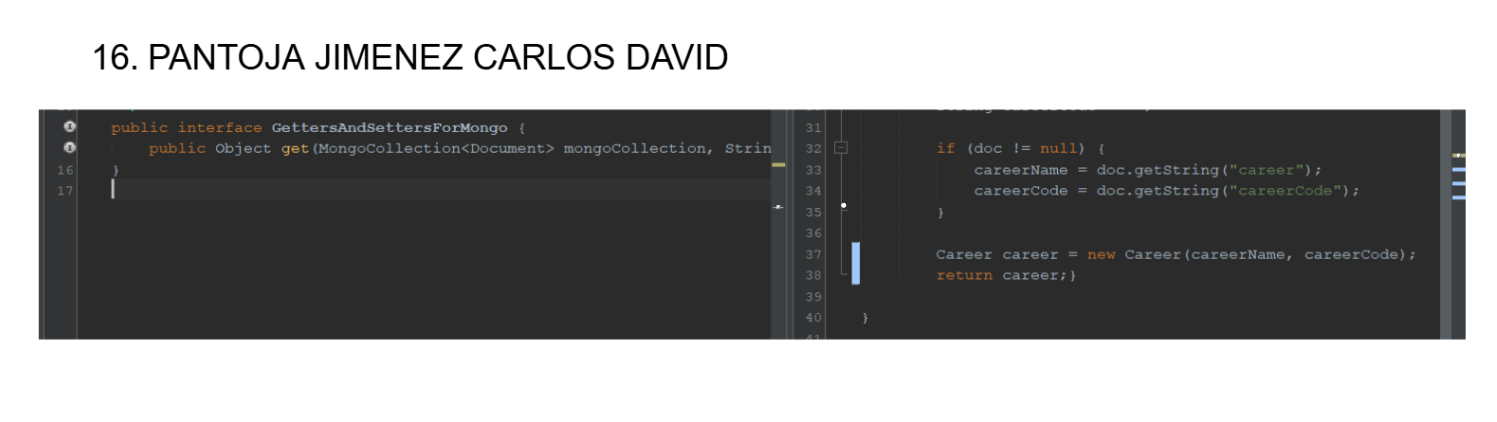 16. PANTOJA JIMENEZ CARLOS DAVID
public interface GettersAndSettersForMongo {
public Object get(MongoCollection<Document> mongoCollection, Strin
16 }
17
31
32 if (doc != null) {
33 careerName = doc.getString("career");
34 careerCode = doc.getString("careerCode");
35 }
36
37 Career career = new Career(careerName, careerCode);
38 return career;}
39
40 }